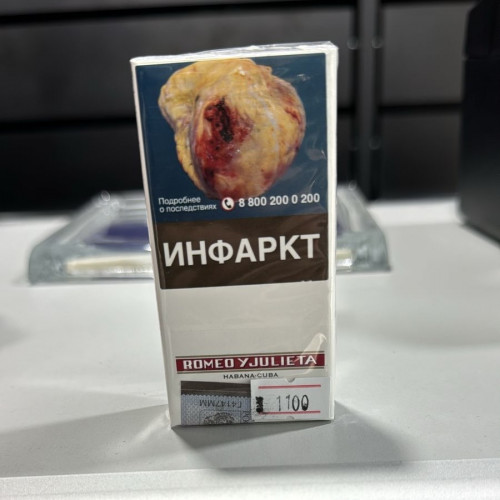 Подробнее
о последствиях 8 800 200 0 200
ИНФАРКТ
ROMEO Y JULIETA
HABANA-CUBA
1100